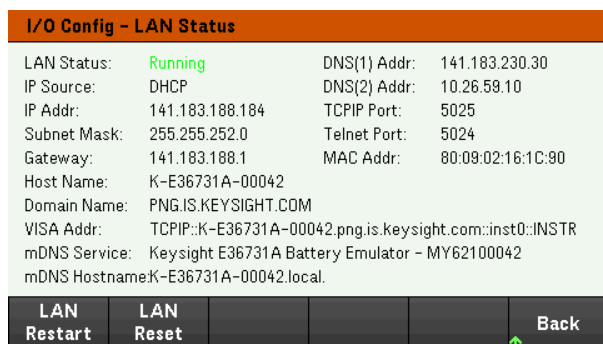 I/O Config - LAN Status
LAN Status: Running DNS(1) Addr: 141.183.230.30
IP Source: DHCP DNS(2) Addr: 10.26.59.10
IP Addr: 141.183.188.184 TCPIP Port: 5025
Subnet Mask: 255.255.252.0 Telnet Port: 5024
Gateway: 141.183.188.1 MAC Addr: 80:09:02:16:1C:90
Host Name: K-E36731A-00042
Domain Name: PNG.IS.KEYSIGHT.COM
VISA Addr: TCPIP::K-E36731A-00042.png.is.keysight.com::inst0::INSTR
mDNS Service: Keysight E36731A Battery Emulator - MY62100042
mDNS Hostname:K-E36731A-00042.local.
LAN Restart LAN Reset Back